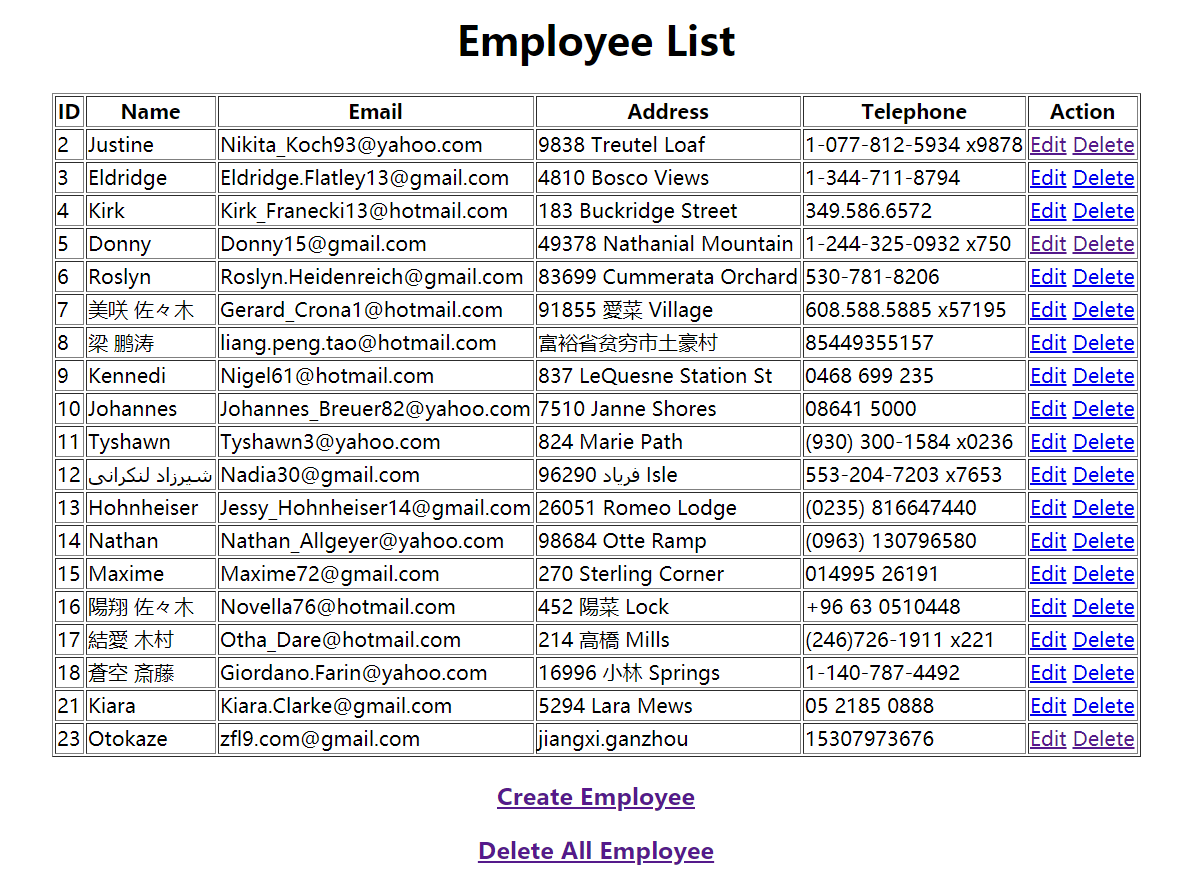 Employee List
ID Name Email Address Telephone Action
2 Justine Nikita_Koch93@yahoo.com 9838 Treutel Loaf 1-077-812-5934 x9878 Edit Delete
3 Eldridge Eldridge.Flatley13@gmail.com 4810 Bosco Views 1-344-711-8794 Edit Delete
4 Kirk Kirk_Franecki13@hotmail.com 183 Buckridge Street 349.586.6572 Edit Delete
5 Donny Donny15@gmail.com 49378 Nathanial Mountain 1-244-325-0932 x750 Edit Delete
6 Roslyn Roslyn.Heidenreich@gmail.com 83699 Cummerata Orchard 530-781-8206 Edit Delete
7 美咲 佐々木 Gerard_Crona1@hotmail.com 91855 愛菜 Village 608.588.5885 x57195 Edit Delete
8 梁 鹏涛 liang.peng.tao@hotmail.com 富裕省贫穷市土豪村 85449355157 Edit Delete
9 Kennedi Nigel61@hotmail.com 837 LeQuesne Station St 0468 699 235 Edit Delete
10 Johannes Johannes_Breuer82@yahoo.com 7510 Janne Shores 08641 5000 Edit Delete
11 Tyshawn Tyshawn3@yahoo.com 824 Marie Path (930) 300-1584 x0236 Edit Delete
12 شیرزاد لنکرانی Nadia30@gmail.com 96290 فریاد Isle 553-204-7203 x7653 Edit Delete
13 Hohnheiser Jessy_Hohnheiser14@gmail.com 26051 Romeo Lodge (0235) 816647440 Edit Delete
14 Nathan Nathan_Allgeyer@yahoo.com 98684 Otte Ramp (0963) 130796580 Edit Delete
15 Maxime Maxime72@gmail.com 270 Sterling Corner 014995 26191 Edit Delete
16 陽翔 佐々木 Novella76@hotmail.com 452 陽菜 Lock +96 63 0510448 Edit Delete
17 結愛 木村 Otha_Dare@hotmail.com 214 高橋 Mills (246)726-1911 x221 Edit Delete
18 蒼空 斎藤 Giordano.Farin@yahoo.com 16996 小林 Springs 1-140-787-4492 Edit Delete
21 Kiara Kiara.Clarke@gmail.com 5294 Lara Mews 05 2185 0888 Edit Delete
23 Otokaze zfl9.com@gmail.com jiangxi.ganzhou 15307973676 Edit Delete
Create Employee
Delete All Employee